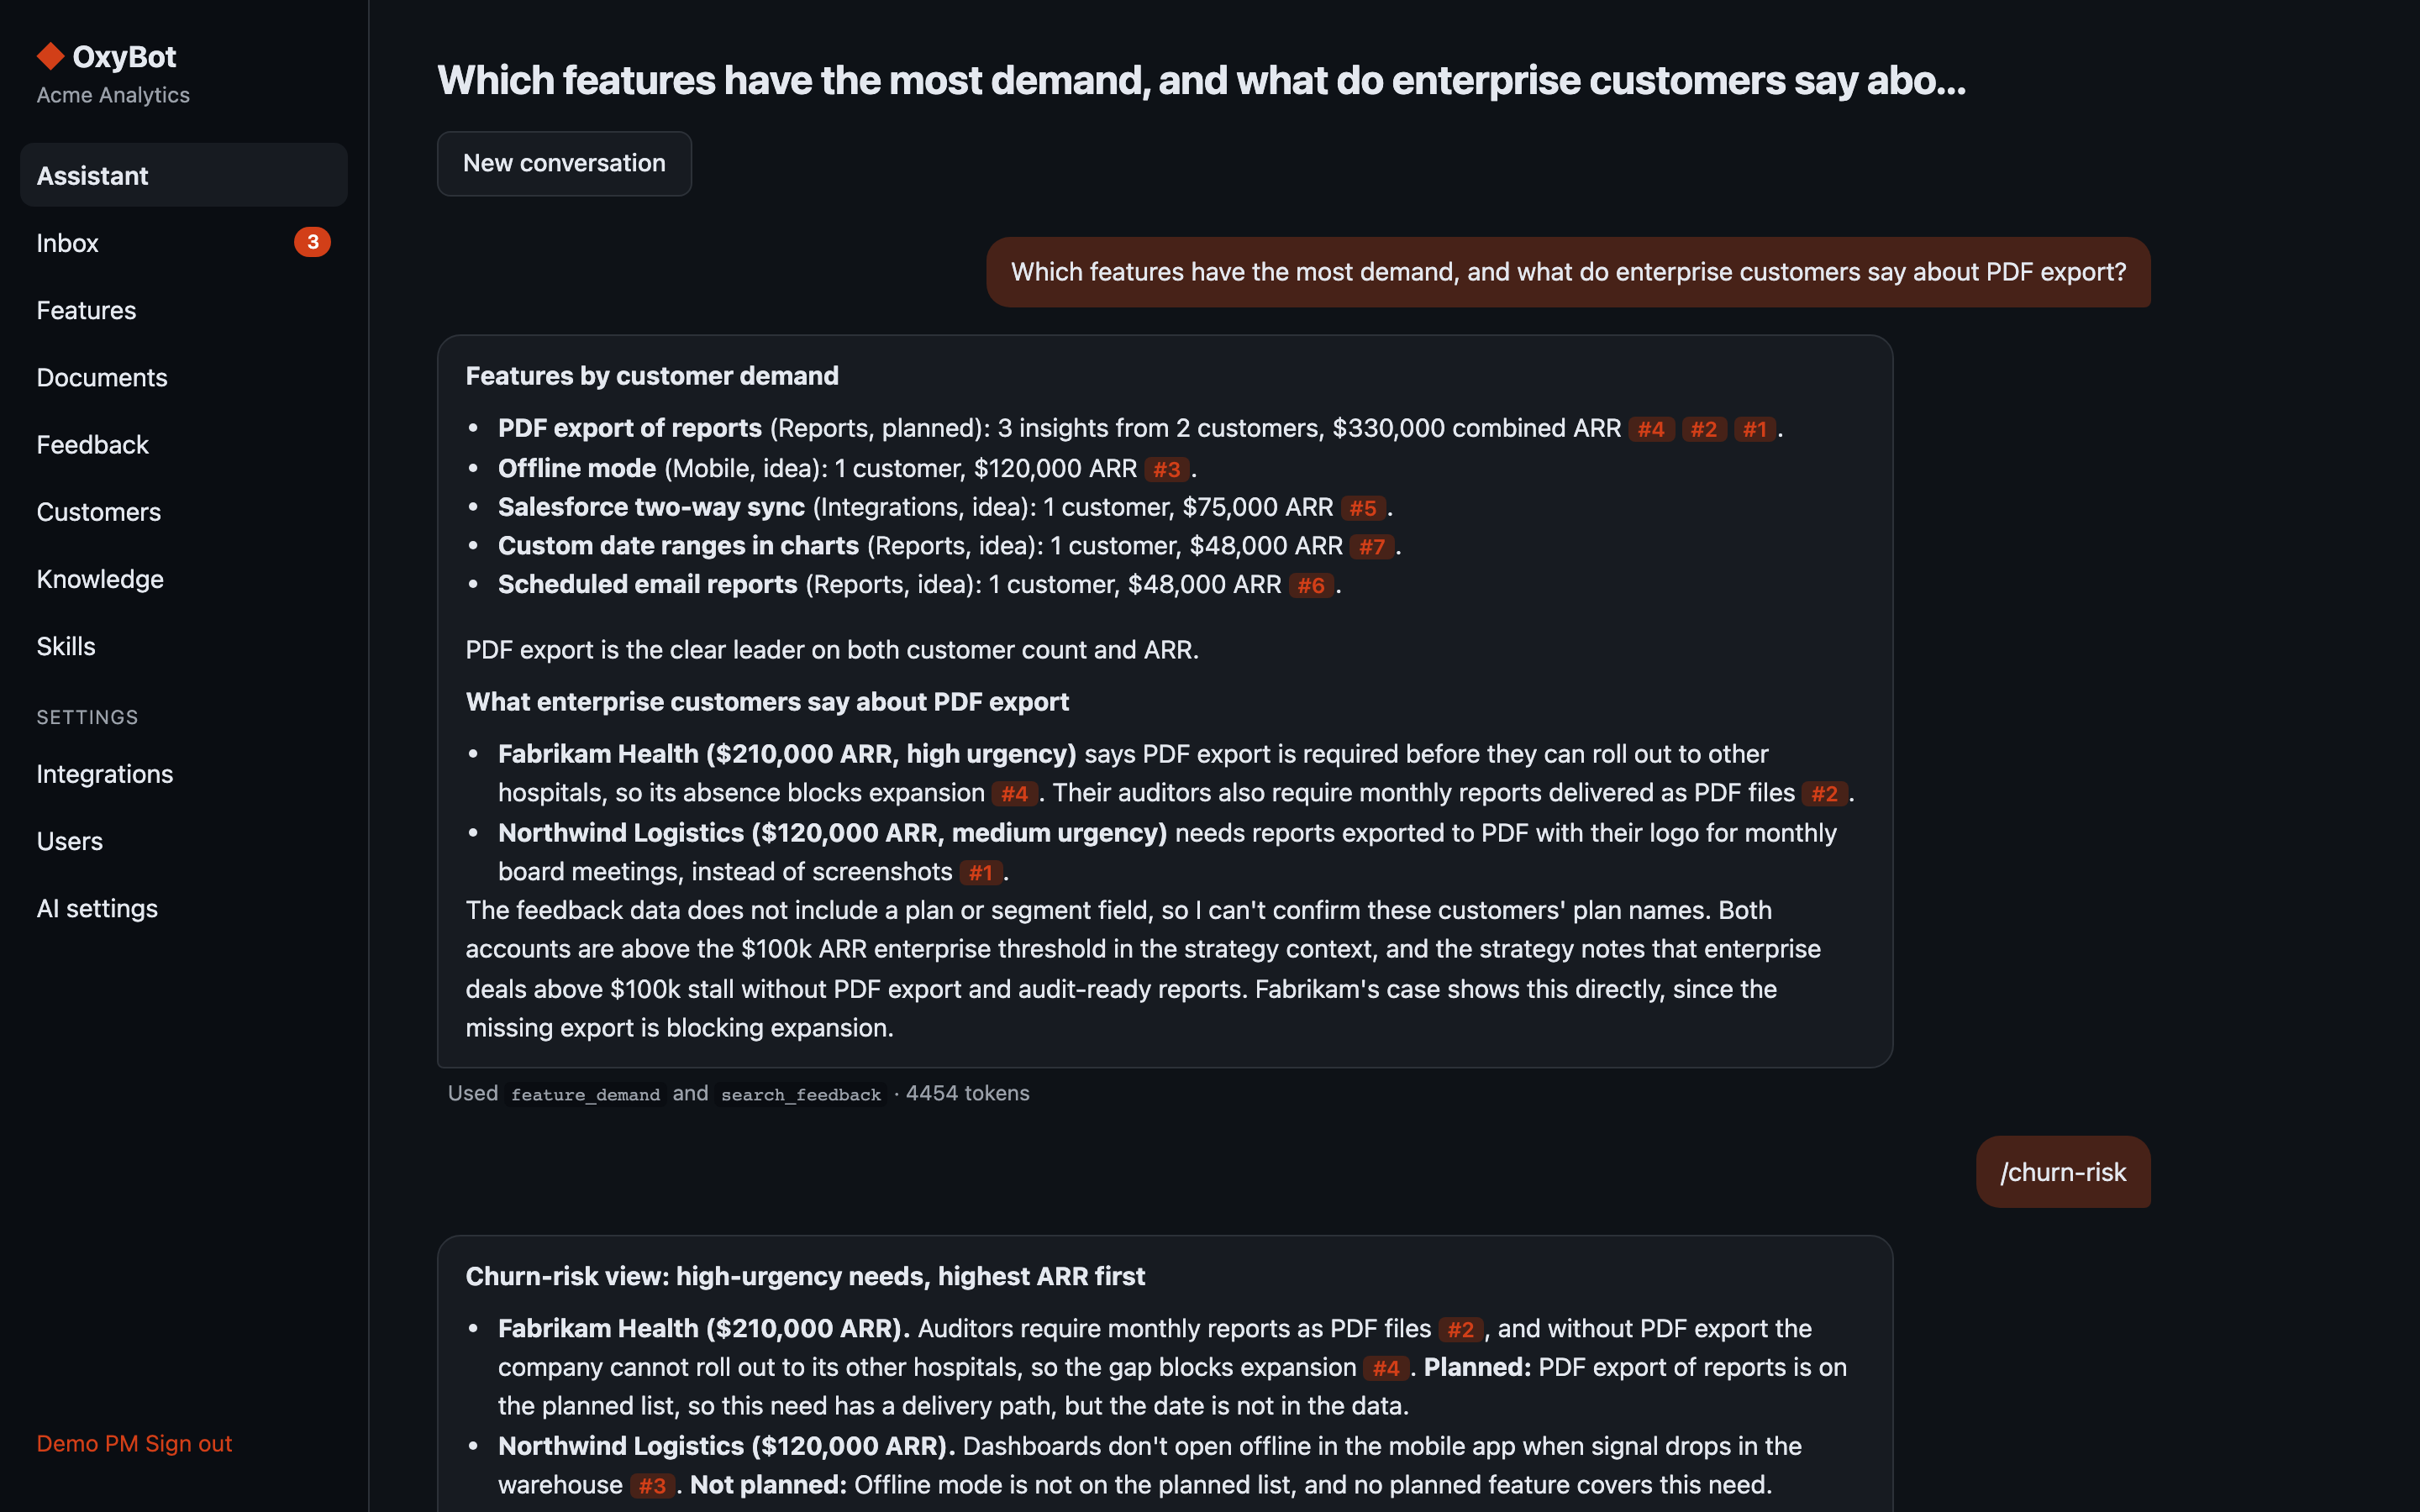 OxyBot
Acme Analytics
Assistant
Inbox 3
Features
Documents
Feedback
Customers
Knowledge
Skills
SETTINGS
Integrations
Users
AI settings
Demo PM Sign out
Which features have the most demand, and what do enterprise customers say abo...
New conversation
Which features have the most demand, and what do enterprise customers say about PDF export?
Features by customer demand
• PDF export of reports (Reports, planned): 3 insights from 2 customers, $330,000 combined ARR #4 #2 #1.
• Offline mode (Mobile, idea): 1 customer, $120,000 ARR #3.
• Salesforce two-way sync (Integrations, idea): 1 customer, $75,000 ARR #5.
• Custom date ranges in charts (Reports, idea): 1 customer, $48,000 ARR #7.
• Scheduled email reports (Reports, idea): 1 customer, $48,000 ARR #6.
PDF export is the clear leader on both customer count and ARR.
What enterprise customers say about PDF export
• Fabrikam Health ($210,000 ARR, high urgency) says PDF export is required before they can roll out to other
hospitals, so its absence blocks expansion #4. Their auditors also require monthly reports delivered as PDF files #2.
• Northwind Logistics ($120,000 ARR, medium urgency) needs reports exported to PDF with their logo for monthly
board meetings, instead of screenshots #1.
The feedback data does not include a plan or segment field, so I can't confirm these customers' plan names. Both
accounts are above the $100k ARR enterprise threshold in the strategy context, and the strategy notes that enterprise
deals above $100k stall without PDF export and audit-ready reports. Fabrikam's case shows this directly, since the
missing export is blocking expansion.
Used feature_demand and search_feedback · 4454 tokens
/churn-risk
Churn-risk view: high-urgency needs, highest ARR first
• Fabrikam Health ($210,000 ARR). Auditors require monthly reports as PDF files #2, and without PDF export the
company cannot roll out to its other hospitals, so the gap blocks expansion #4. Planned: PDF export of reports is on
the planned list, so this need has a delivery path, but the date is not in the data.
• Northwind Logistics ($120,000 ARR). Dashboards don't open offline in the mobile app when signal drops in the
warehouse #3. Not planned: Offline mode is not on the planned list, and no planned feature covers this need.